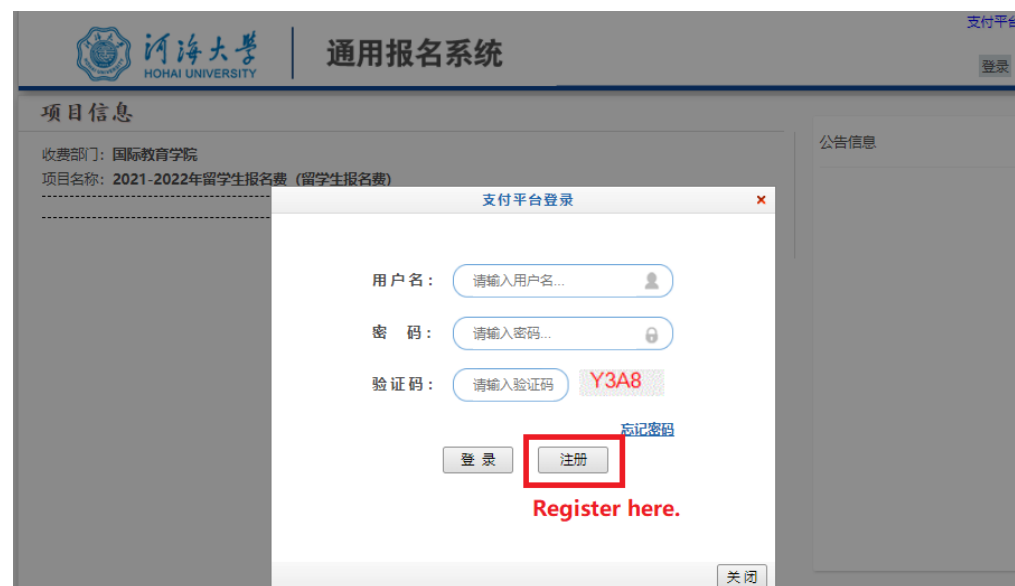 支付平台
河海大学
HOHAI UNIVERSITY
通用报名系统
登录
项目信息
收费部门：国际教育学院
项目名称：2021-2022年留学生报名费（留学生报名费）
公告信息
支付平台登录
用户名：
请输入用户名...
密 码：
请输入密码...
验证码：
请输入验证码
Y3A8
忘记密码
登 录
注册
Register here.
关 闭